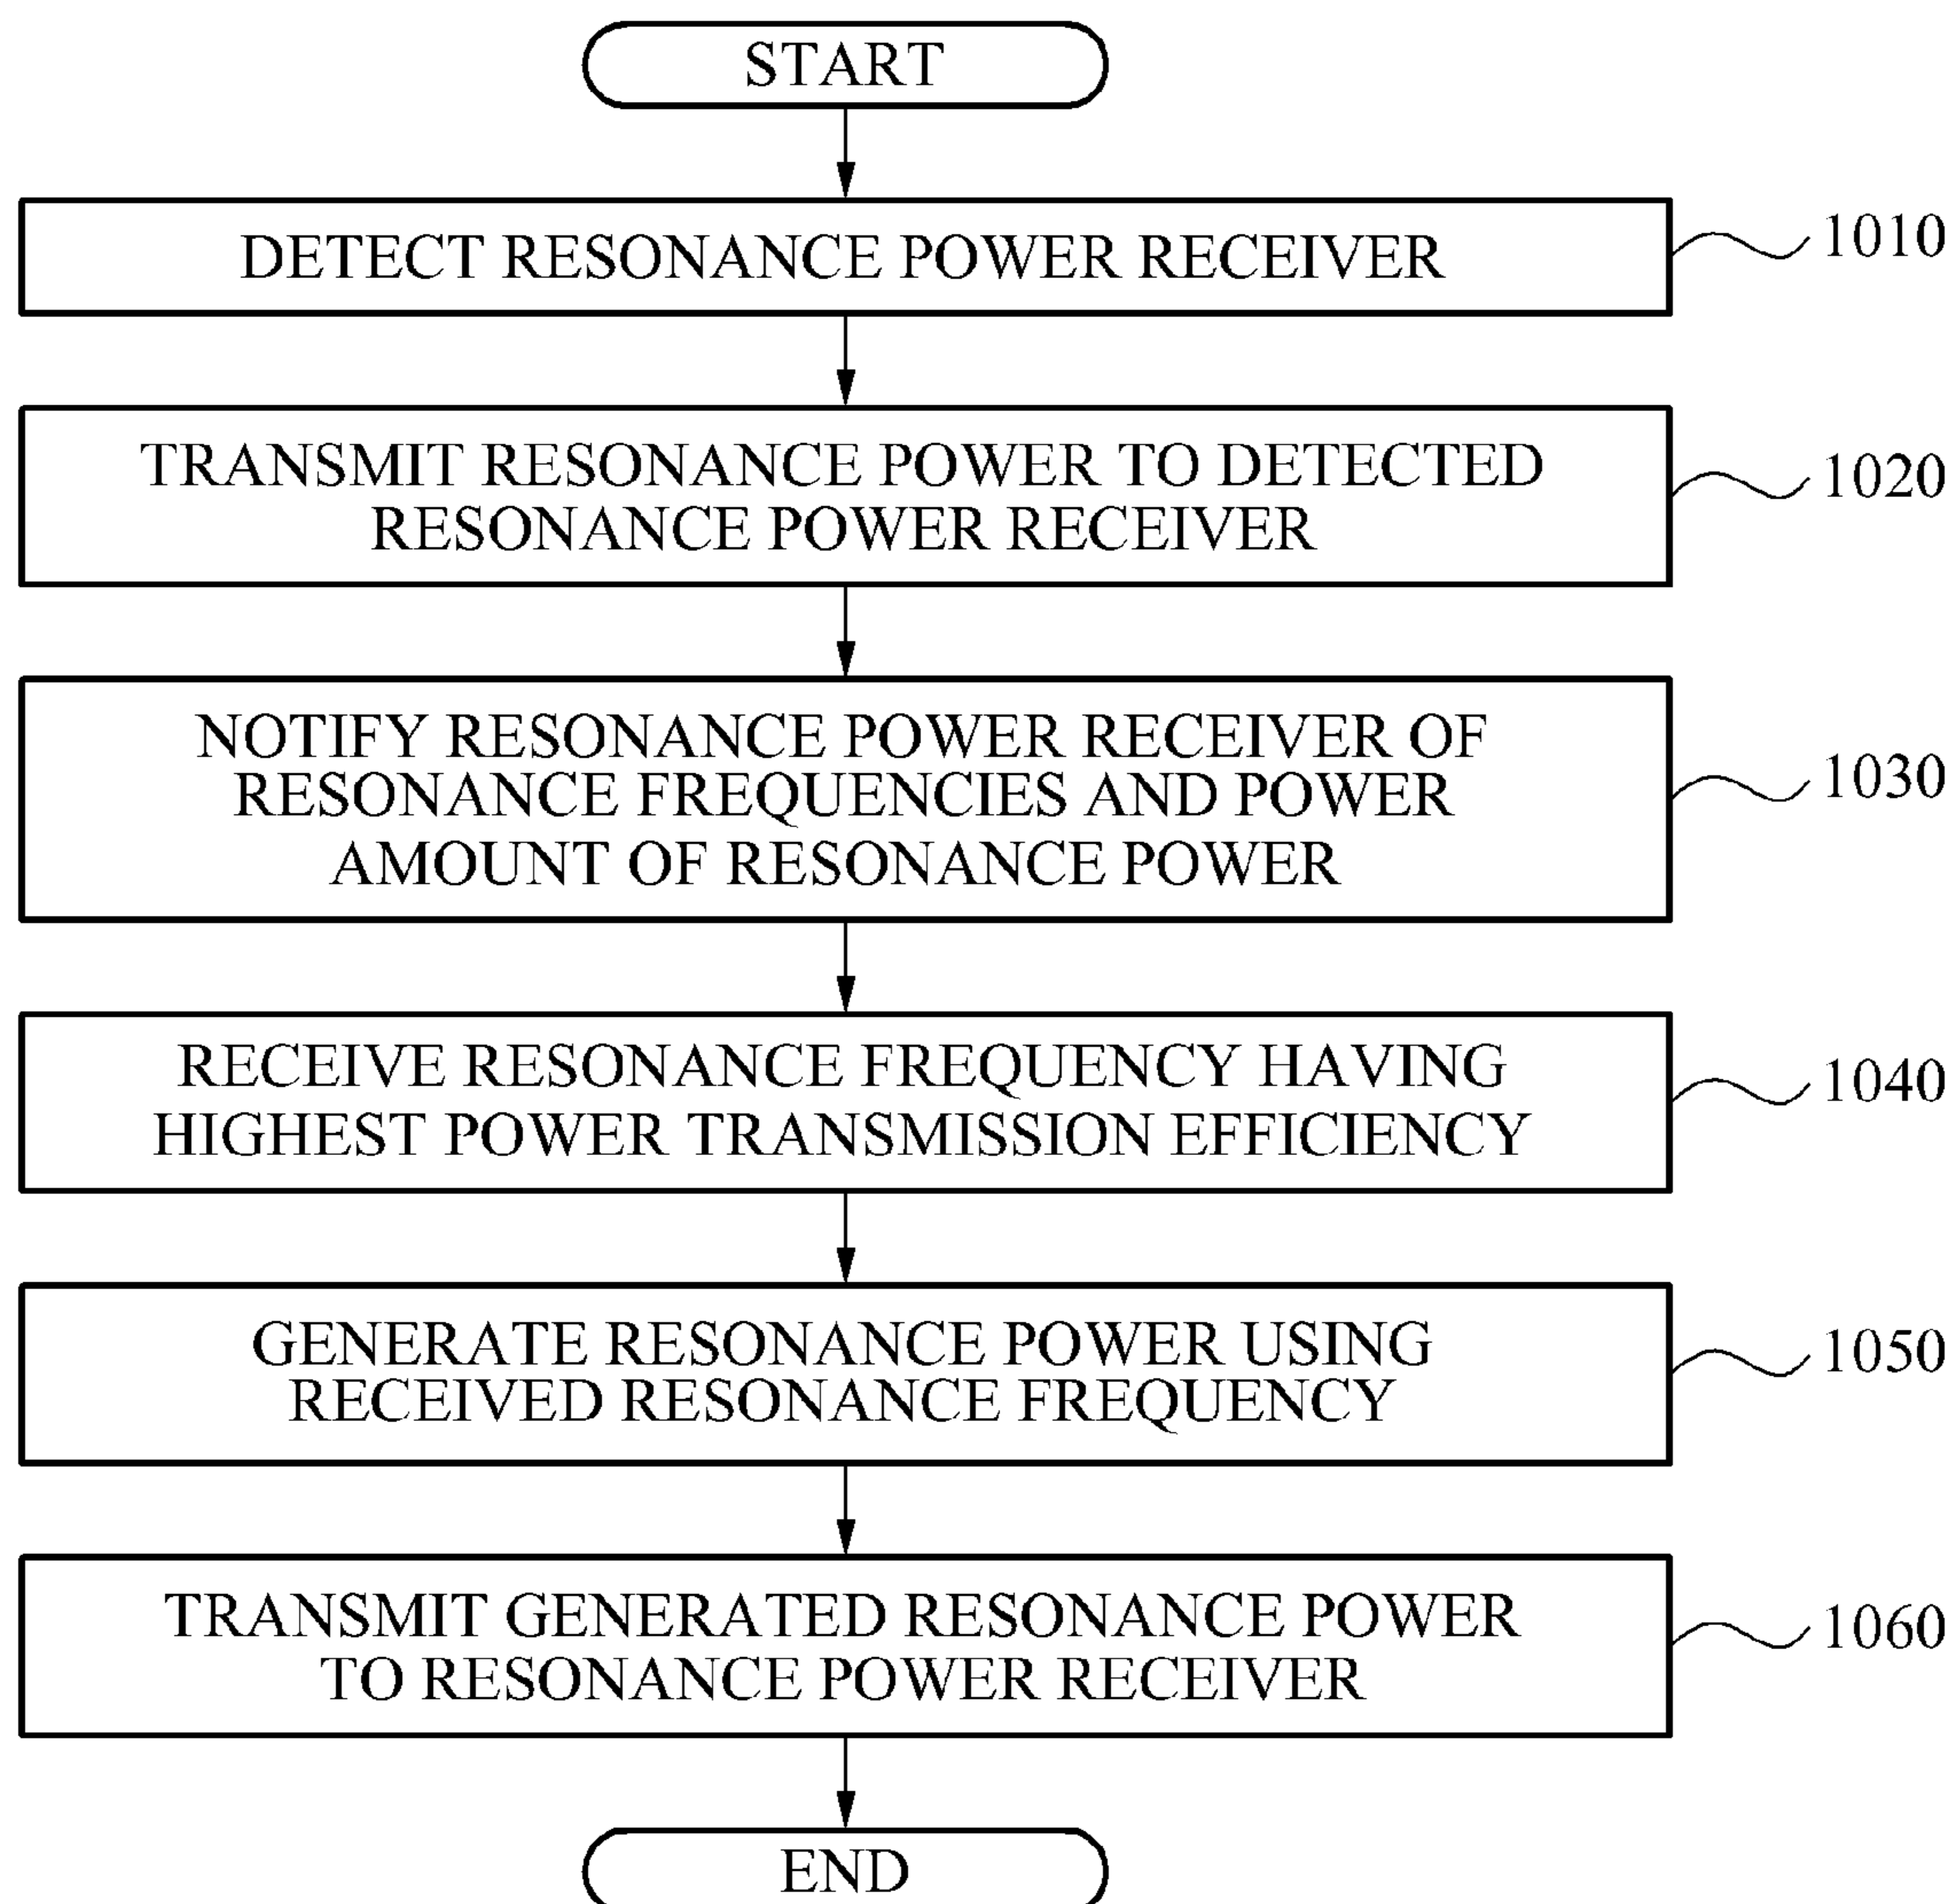 START
DETECT RESONANCE POWER RECEIVER
1010
TRANSMIT RESONANCE POWER TO DETECTED
RESONANCE POWER RECEIVER
1020
NOTIFY RESONANCE POWER RECEIVER OF
RESONANCE FREQUENCIES AND POWER
AMOUNT OF RESONANCE POWER
1030
RECEIVE RESONANCE FREQUENCY HAVING
HIGHEST POWER TRANSMISSION EFFICIENCY
1040
GENERATE RESONANCE POWER USING
RECEIVED RESONANCE FREQUENCY
1050
TRANSMIT GENERATED RESONANCE POWER
TO RESONANCE POWER RECEIVER
1060
END